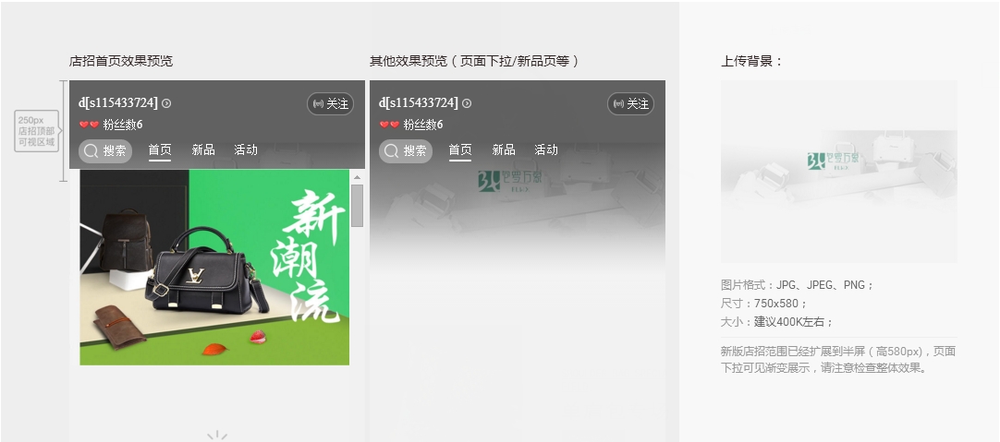 店招首页效果预览
其他效果预览（页面下拉/新品页等）
上传背景：
250px
店招顶部
可视区域
d[s115433724]
关注
粉丝数6
搜索
首页
新品
活动
新潮流
d[s115433724]
关注
粉丝数6
搜索
首页
新品
活动
图片格式：JPG、JPEG、PNG；
尺寸：750x580；
大小：建议400K左右；
新版店招范围已经扩展到半屏（高580px)，页面
下拉可见渐变展示，请注意检查整体效果。